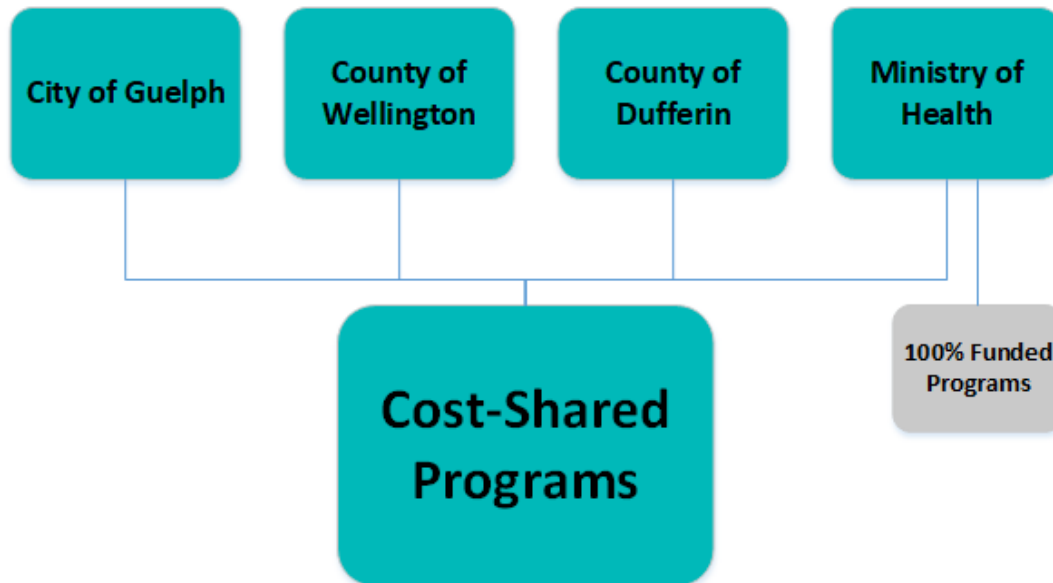 City of Guelph
County of
Wellington
County of
Dufferin
Ministry of
Health
100% Funded
Programs
Cost-Shared
Programs